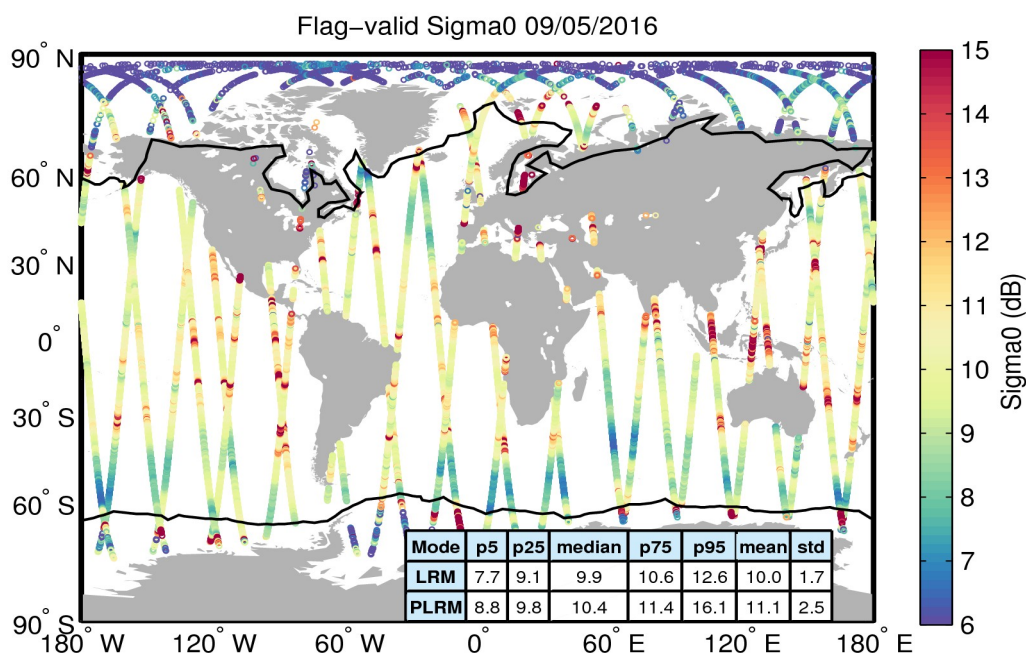 Flag−valid Sigma0 09/05/2016
90° N
60° N
30° N
0°
30° S
60° S
90° S
180° W
120° W
60° W
0°
60° E
120° E
180° E
15
14
13
12
11
10
9
8
7
6
Sigma0 (dB)
Mode p5 p25 median p75 p95 mean std
LRM 7.7 9.1 9.9 10.6 12.6 10.0 1.7
PLRM 8.8 9.8 10.4 11.4 16.1 11.1 2.5